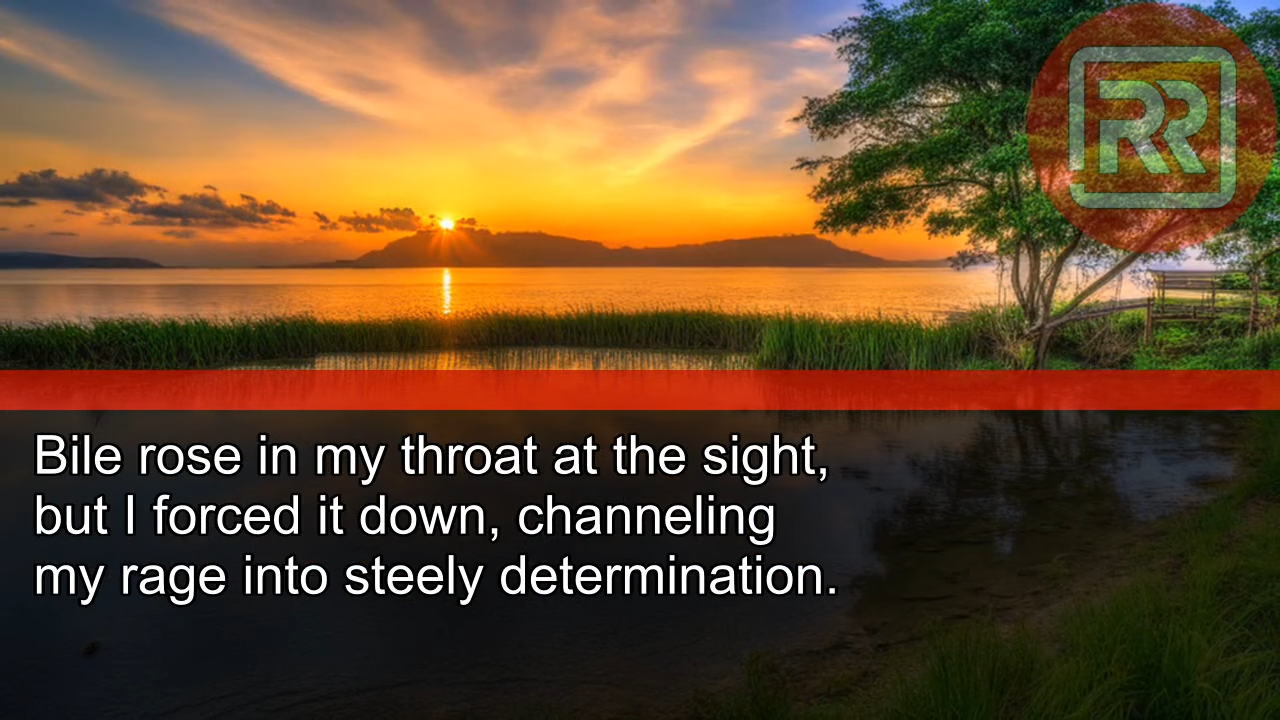 RR
Bile rose in my throat at the sight,
but I forced it down, channeling
my rage into steely determination.